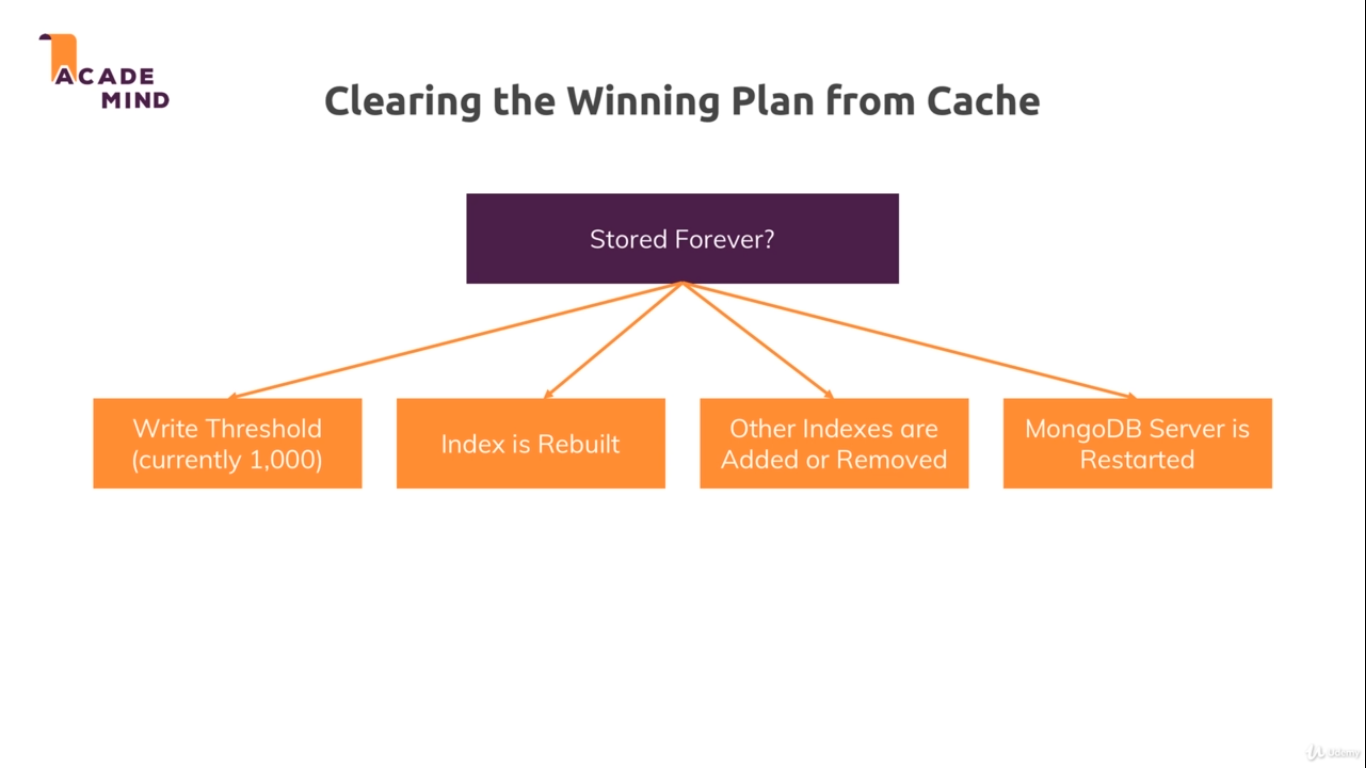 ACADE
MIND
Clearing the Winning Plan from Cache
Stored Forever?
Write Threshold
(currently 1,000)
Index is Rebuilt
Other Indexes are
Added or Removed
MongoDB Server is
Restarted
Udemy